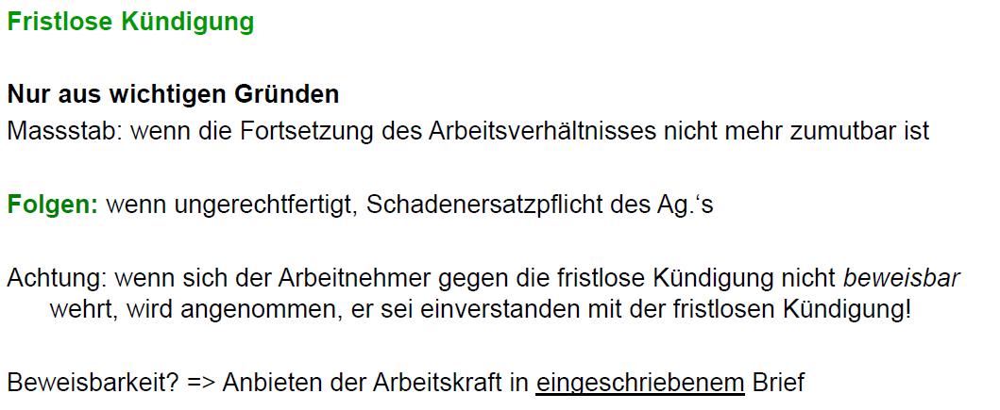 Fristlose Kündigung
Nur aus wichtigen Gründen
Massstab: wenn die Fortsetzung des Arbeitsverhältnisses nicht mehr zumutbar ist
Folgen: wenn ungerechtfertigt, Schadenersatzpflicht des Ag.‘s
Achtung: wenn sich der Arbeitnehmer gegen die fristlose Kündigung nicht beweisbar
wehrt, wird angenommen, er sei einverstanden mit der fristlosen Kündigung!
Beweisbarkeit? => Anbieten der Arbeitskraft in eingeschriebenem Brief